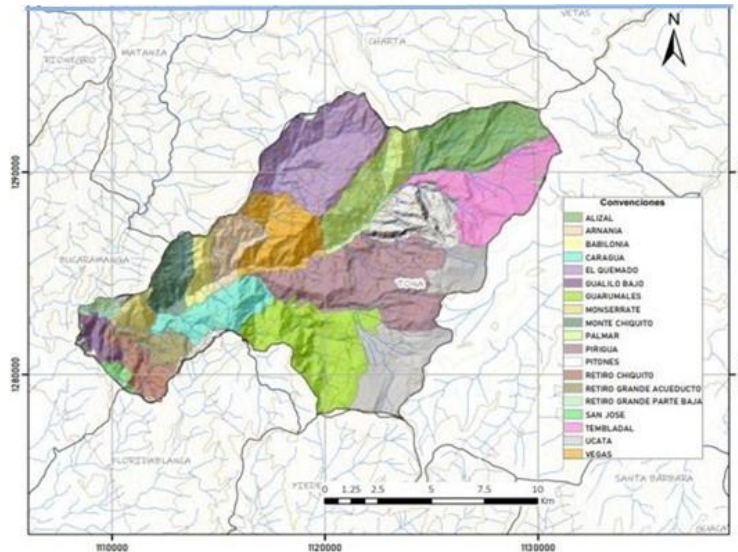 VETAS
N
CHARTA
MATANZA
RIONEGRO
1290000
Convenciones
ALIZAL
ARNANIA
BABILONIA
CARAGUA
EL QUEMADO
GUALILO BAJO
GUARUMALES
MONSERRATE
MONTE CHIQUITO
PALMAR
PIRIGUA
PITONES
RETIRO CHIQUITO
RETIRO GRANDE ACUEDUCTO
RETIRO GRANDE PARTE BAJA
SAN JOSE
TEMBLADAL
UCATA
VEGAS
BUCARAMANGA
TONA
1280000
FLORIDABLANCA
SANTA BÁRBARA
0 1.25 2.5 5 7.5 10
Km
1110000 1120000 1130000